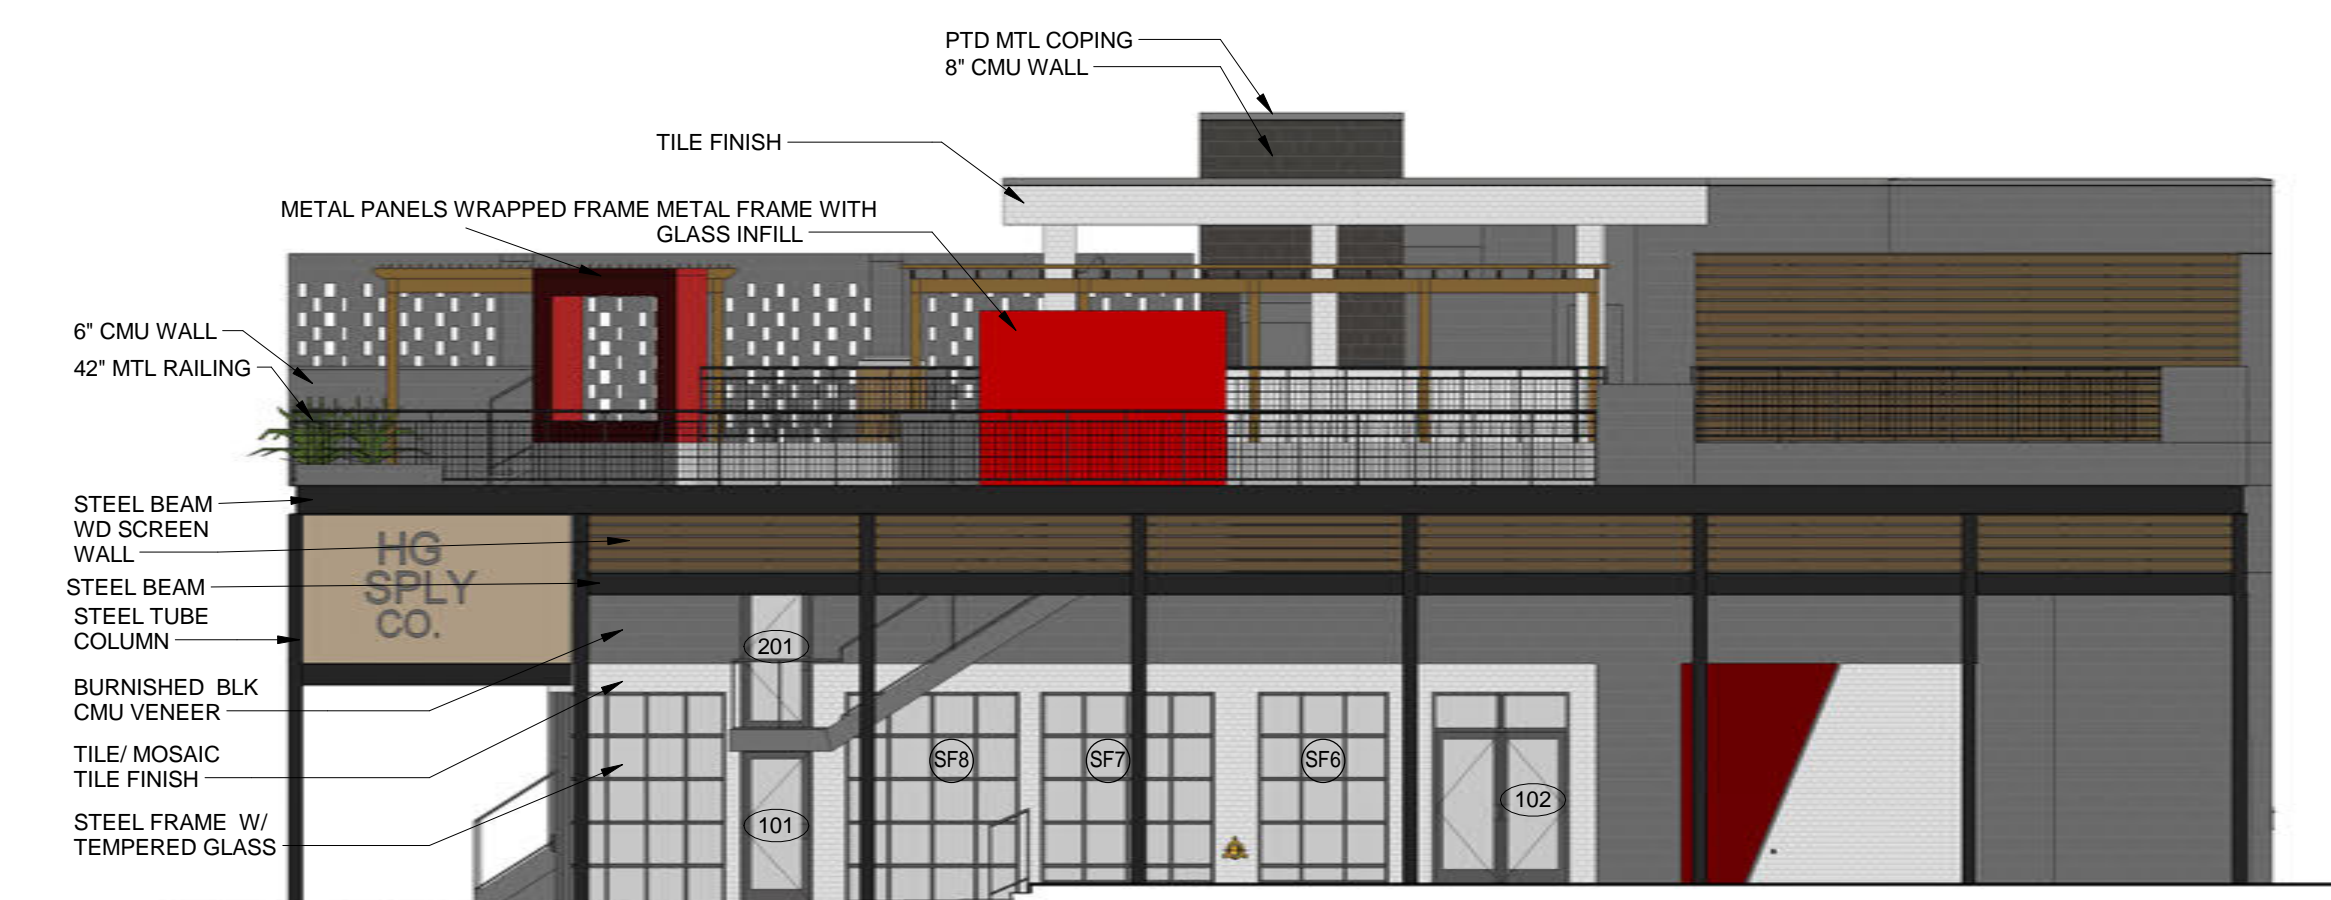 PTD MTL COPING
8" CMU WALL
TILE FINISH
METAL PANELS WRAPPED FRAME
METAL FRAME WITH
GLASS INFILL
6" CMU WALL
42" MTL RAILING
STEEL BEAM
WD SCREEN
WALL
STEEL BEAM
STEEL TUBE
COLUMN
BURNISHED BLK
CMU VENEER
TILE/ MOSAIC
TILE FINISH
STEEL FRAME W/
TEMPERED GLASS
HG
SPLY
CO.
201
SF8
SF7
SF6
101
102